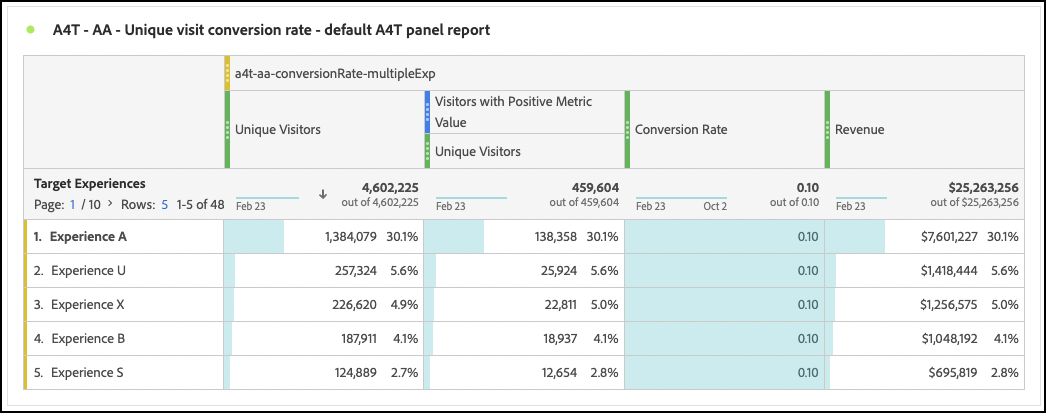 A4T - AA - Unique visit conversion rate - default A4T panel report
a4t-aa-conversionRate-multipleExp
Unique Visitors
Visitors with Positive Metric
Value
Unique Visitors
Conversion Rate
Revenue
Target Experiences
Page: 1 / 10 > Rows: 5 1-5 of 48
Feb 23
↓ 4,602,225
out of 4,602,225
Feb 23
459,604
out of 459,604
Feb 23 Oct 2
0.10
out of 0.10
Feb 23
$25,263,256
out of $25,263,256
1. Experience A 1,384,079 30.1% 138,358 30.1% 0.10 $7,601,227 30.1%
2. Experience U 257,324 5.6% 25,924 5.6% 0.10 $1,418,444 5.6%
3. Experience X 226,620 4.9% 22,811 5.0% 0.10 $1,256,575 5.0%
4. Experience B 187,911 4.1% 18,937 4.1% 0.10 $1,048,192 4.1%
5. Experience S 124,889 2.7% 12,654 2.8% 0.10 $695,819 2.8%